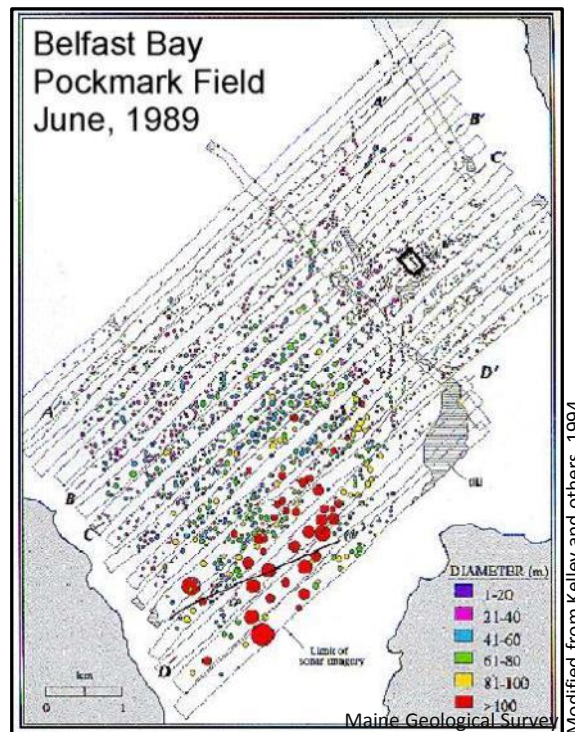 Belfast Bay
Pockmark Field
June, 1989
A'
B'
C'
D'
A
B
C
D
Limit of
sonar imagery
DIAMETER (m)
1-20
21-40
41-60
61-80
81-100
>100
km
0 1
Maine Geological Survey
Modified from Kelley and others, 1994